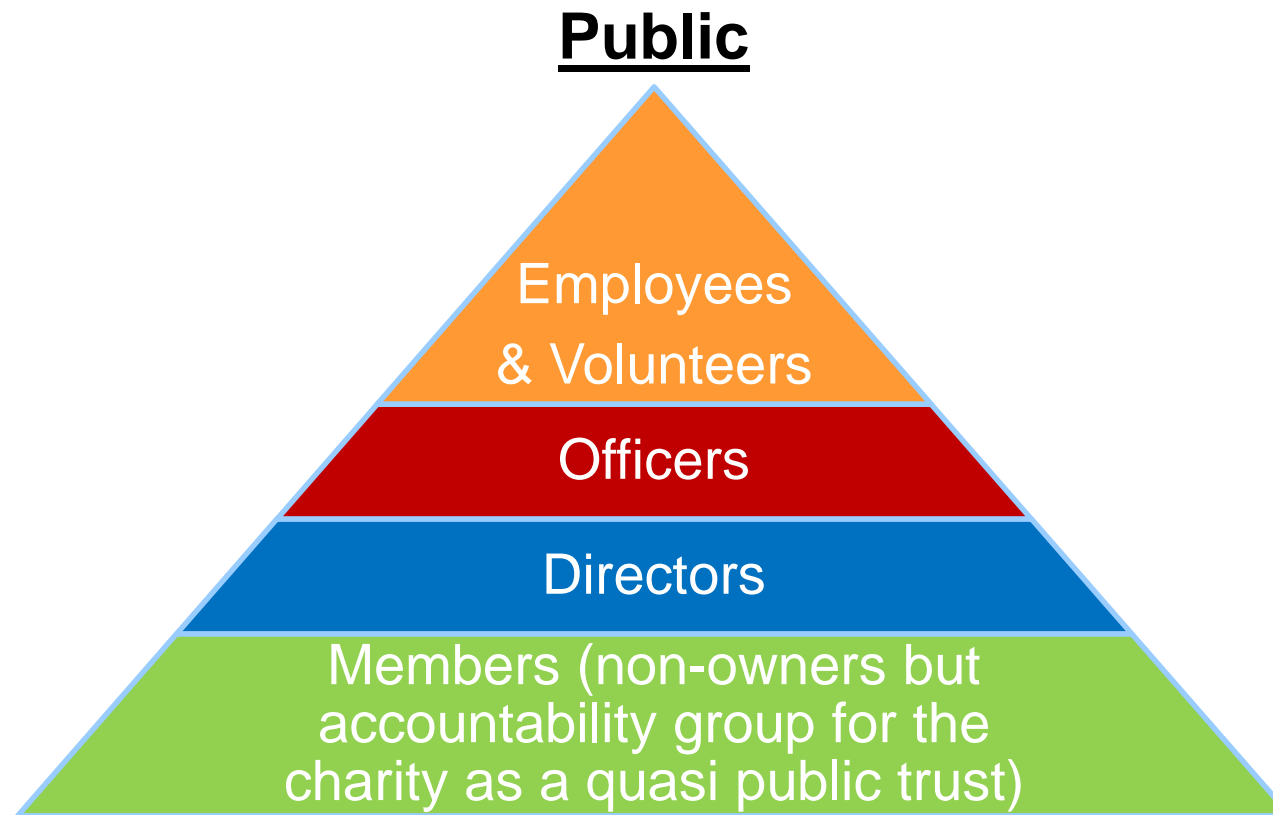 Public
Employees
& Volunteers
Officers
Directors
Members (non-owners but
accountability group for the
charity as a quasi public trust)